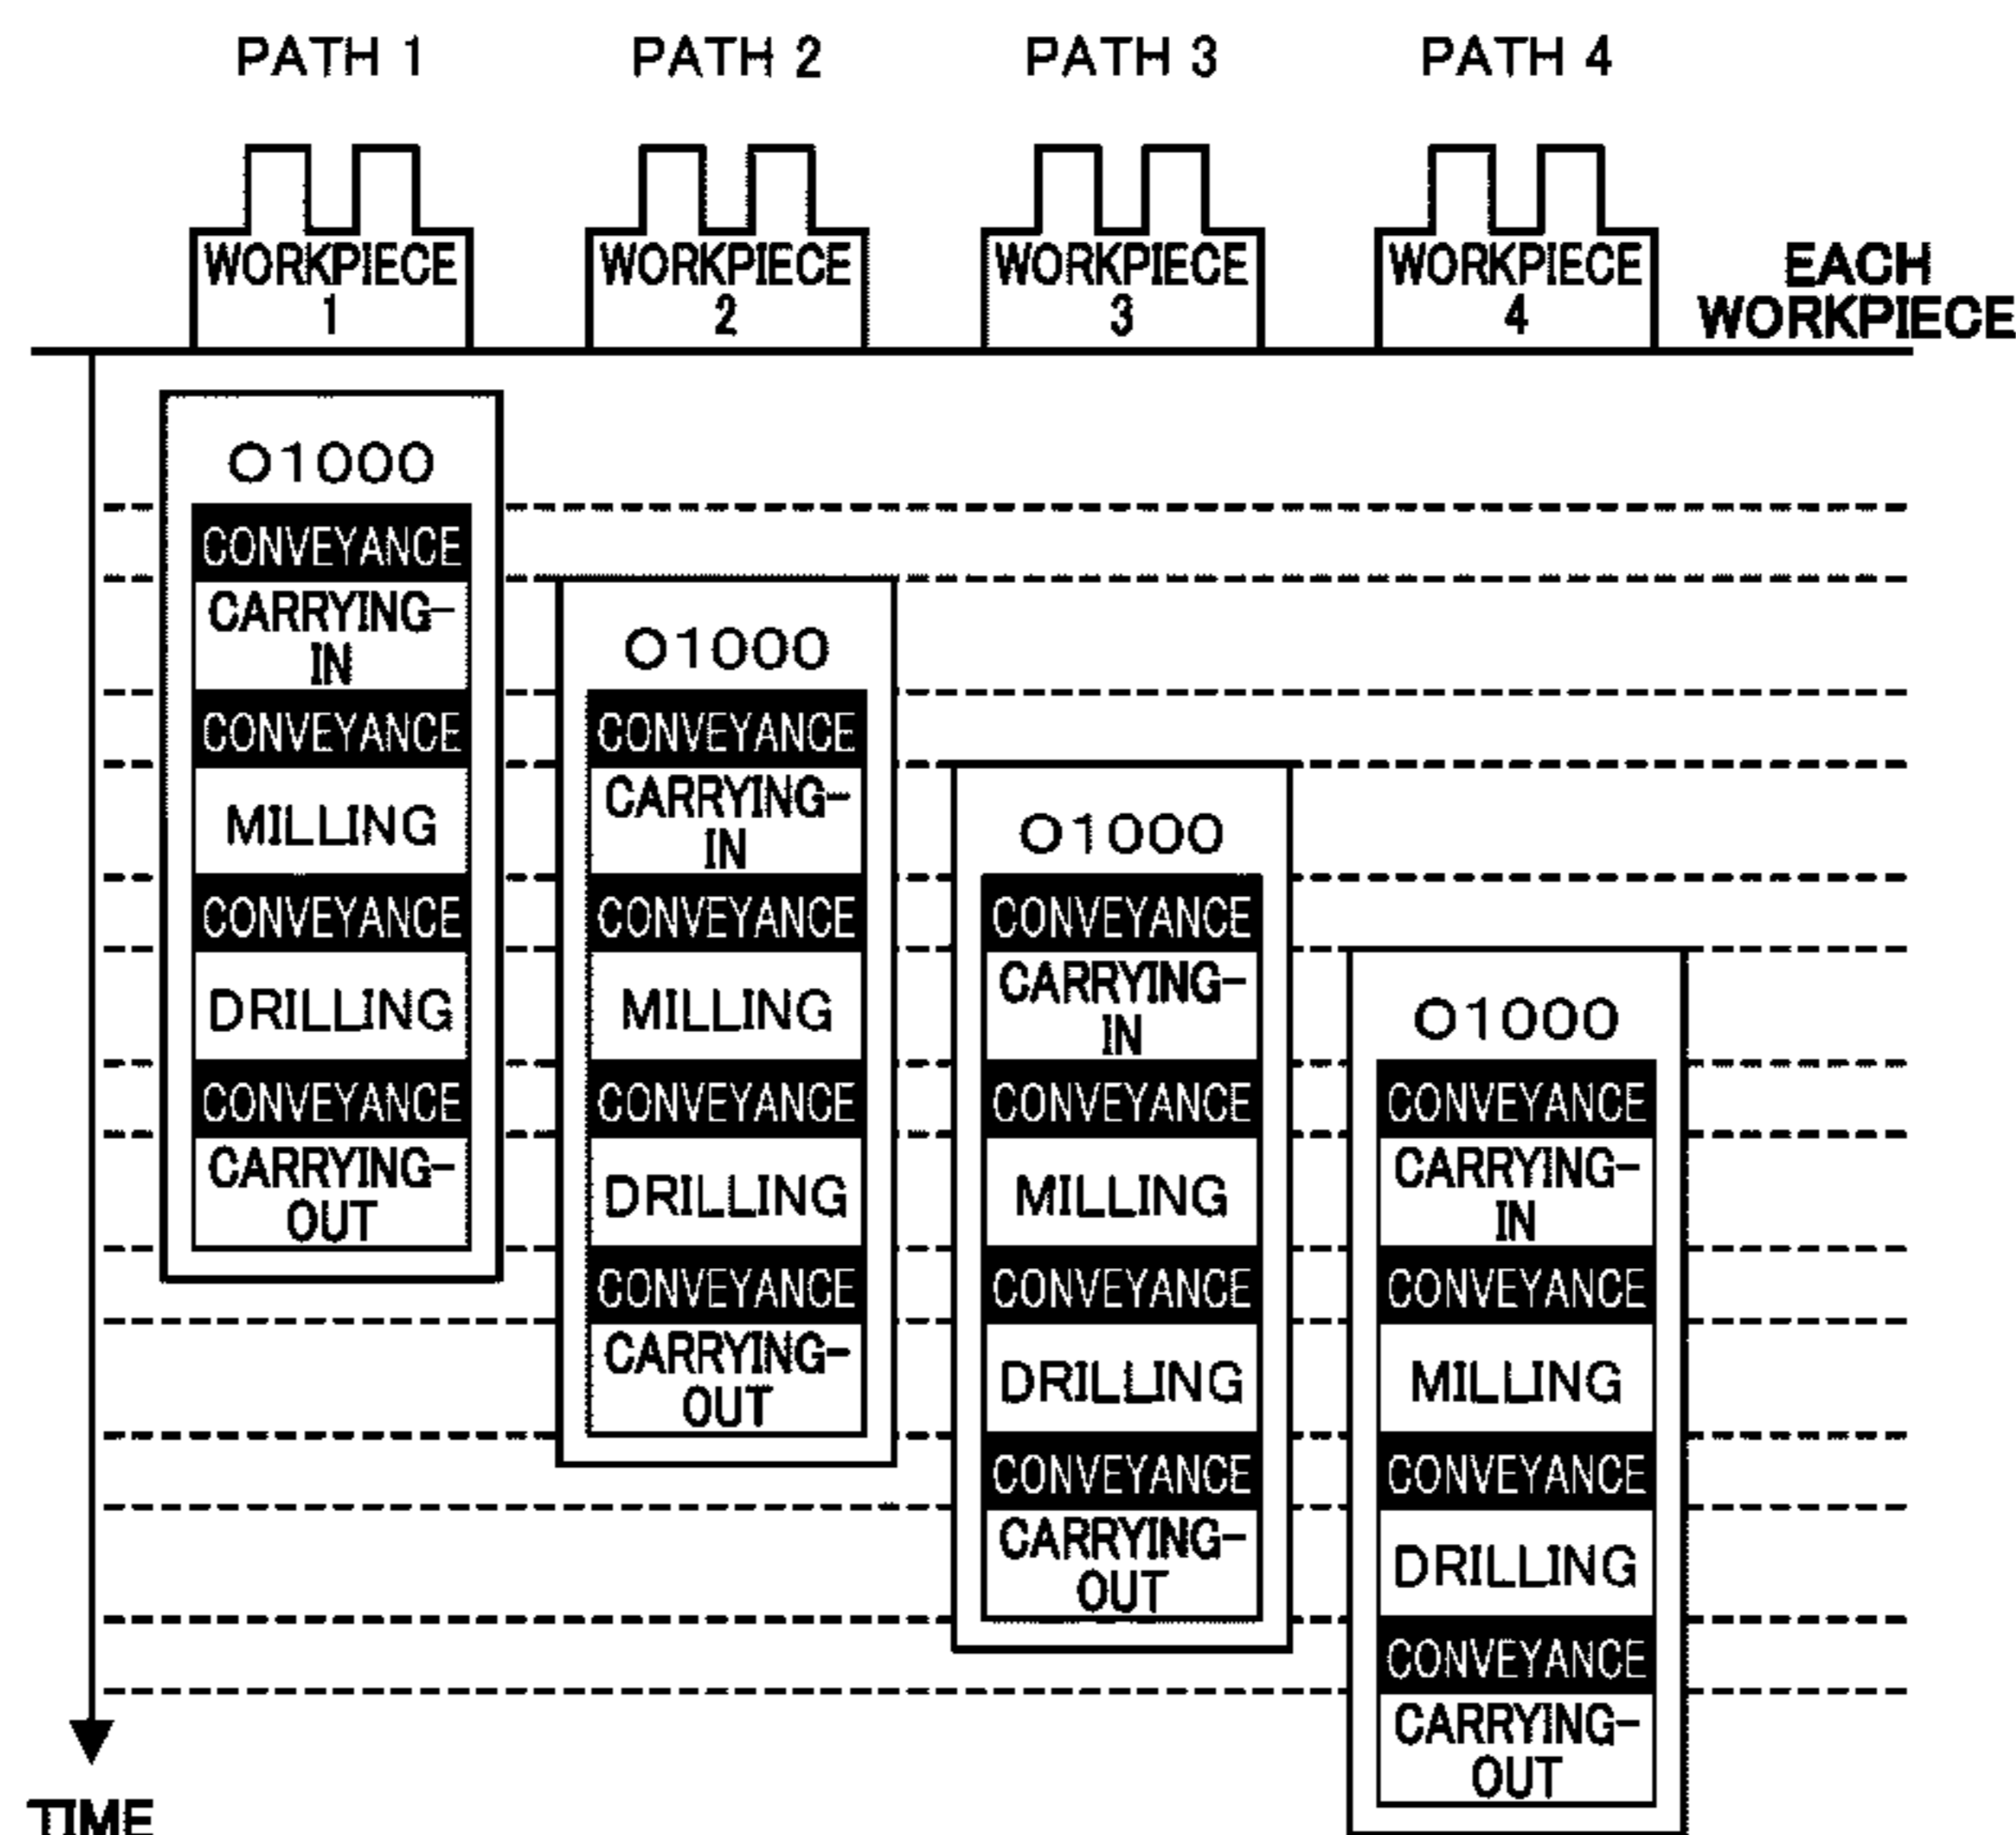 PATH 1
PATH 2
PATH 3
PATH 4
WORKPIECE
1
WORKPIECE
2
WORKPIECE
3
WORKPIECE
4
EACH
WORKPIECE
O1000
CONVEYANCE
CARRYING-
IN
CONVEYANCE
MILLING
CONVEYANCE
DRILLING
CONVEYANCE
CARRYING-
OUT
O1000
CONVEYANCE
CARRYING-
IN
CONVEYANCE
MILLING
CONVEYANCE
DRILLING
CONVEYANCE
CARRYING-
OUT
O1000
CONVEYANCE
CARRYING-
IN
CONVEYANCE
MILLING
CONVEYANCE
DRILLING
CONVEYANCE
CARRYING-
OUT
O1000
CONVEYANCE
CARRYING-
IN
CONVEYANCE
MILLING
CONVEYANCE
DRILLING
CONVEYANCE
CARRYING-
OUT
TIME